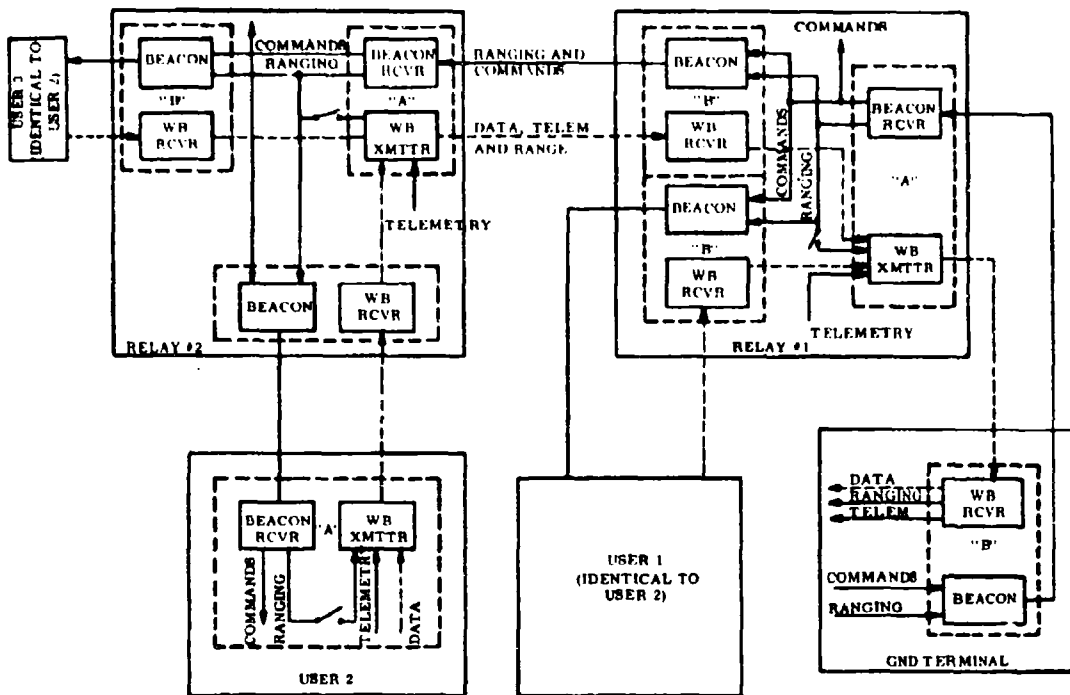 USER 3
(IDENTICAL TO
USER 2)
BEACON
"B"
WB
RCVR
COMMANDS
RANGING
BEACON
RCVR
"A"
WB
XMTTR
TELEMETRY
BEACON
WB
RCVR
RELAY #2
RANGING AND
COMMANDS
DATA, TELEM
AND RANGE
COMMANDS
BEACON
"B"
WB
RCVR
BEACON
"B"
WB
RCVR
COMMANDS
RANGING
BEACON
RCVR
"A"
WB
XMTTR
TELEMETRY
RELAY #1
BEACON
RCVR
"A"
WB
XMTTR
COMMANDS
RANGING
TELEMETRY
DATA
USER 2
USER 1
(IDENTICAL TO
USER 2)
DATA
RANGING
TELEM
WB
RCVR
"B"
COMMANDS
RANGING
BEACON
GND TERMINAL